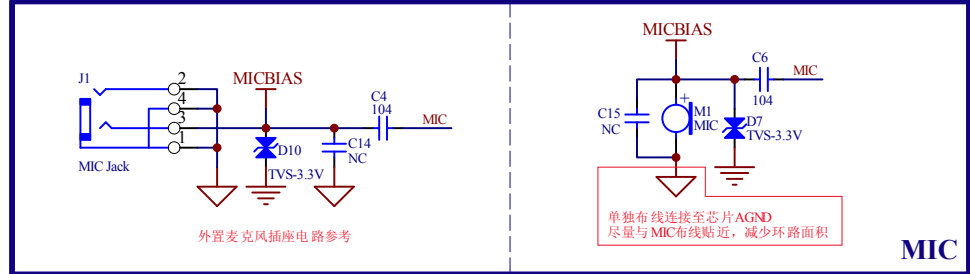 J1
2
4
3
1
MIC Jack
MICBIAS
D10
TVS-3.3V
C14
NC
C4
104
MIC
外置麦克风插座电路参考
MICBIAS
C15
NC
+
M1
MIC
C6
104
MIC
D7
TVS-3.3V
单独布线连接至芯片AGND
尽量与MIC布线贴近，减少环路面积
MIC